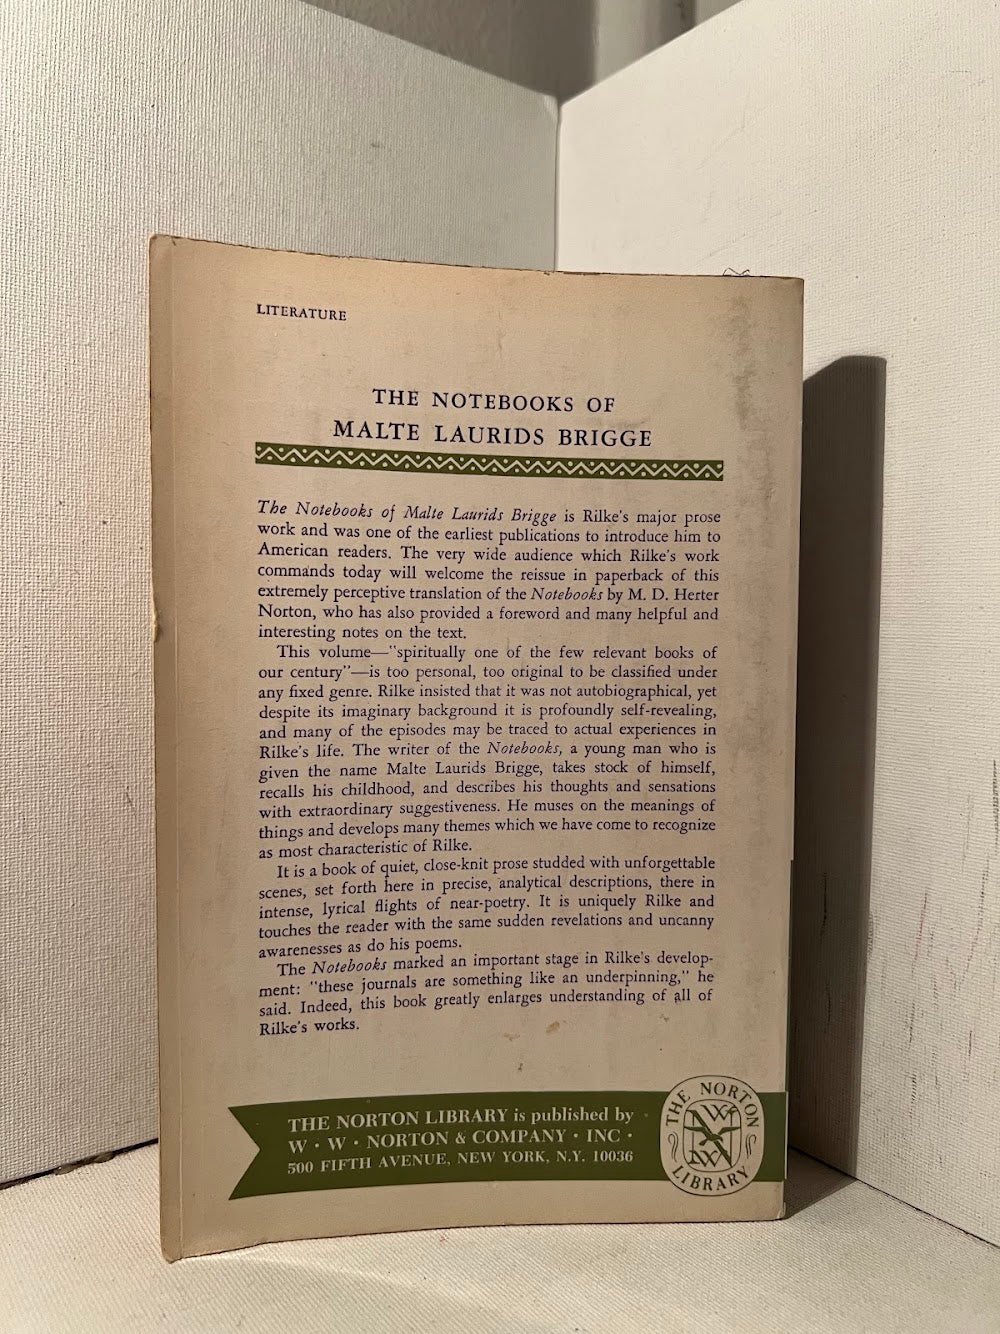 LITERATURE
THE NOTEBOOKS OF
MALTE LAURIDS BRIGGE
The Notebooks of Malte Laurids Brigge is Rilke's major prose
work and was one of the earliest publications to introduce him to
American readers. The very wide audience which Rilke's work
commands today will welcome the reissue in paperback of this
extremely perceptive translation of the Notebooks by M. D. Herter
Norton, who has also provided a foreword and many helpful and
interesting notes on the text.
This volume—"spiritually one of the few relevant books of
our century"—is too personal, too original to be classified under
any fixed genre. Rilke insisted that it was not autobiographical, yet
despite its imaginary background it is profoundly self-revealing,
and many of the episodes may be traced to actual experiences in
Rilke's life. The writer of the Notebooks, a young man who is
given the name Malte Laurids Brigge, takes stock of himself,
recalls his childhood, and describes his thoughts and sensations
with extraordinary suggestiveness. He muses on the meanings of
things and develops many themes which we have come to recognize
as most characteristic of Rilke.
It is a book of quiet, close-knit prose studded with unforgettable
scenes, set forth here in precise, analytical descriptions, there in
intense, lyrical flights of near-poetry. It is uniquely Rilke and
touches the reader with the same sudden revelations and uncanny
awarenesses as do his poems.
The Notebooks marked an important stage in Rilke's develop-
ment: "these journals are something like an underpinning," he
said. Indeed, this book greatly enlarges understanding of all of
Rilke's works.
THE NORTON LIBRARY is published by
W · W · NORTON & COMPANY · INC ·
500 FIFTH AVENUE, NEW YORK, N.Y. 10036
THE NORTON
WW
NW
LIBRARY